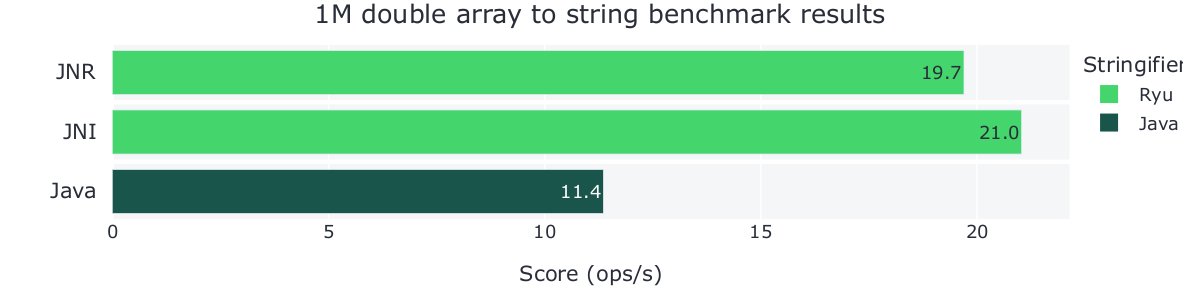 1M double array to string benchmark results
JNR
19.7
JNI
21.0
Java
11.4
0
5
10
15
20
Score (ops/s)
Stringifier
Ryu
Java